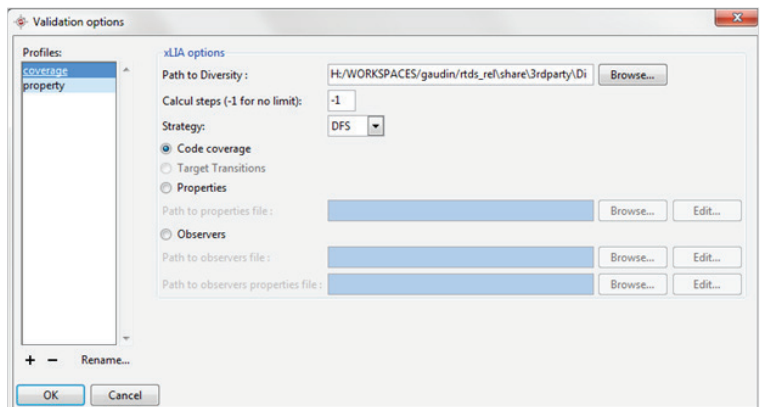 Validation options
Profiles:
coverage
property
xLIA options
Path to Diversity :
H:/WORKSPACES/gaudin/rtds_rel\share\3rdparty\Di
Browse...
Calcul steps (-1 for no limit):
-1
Strategy:
DFS
Code coverage
Target Transitions
Properties
Path to properties file :
Browse...
Edit...
Observers
Path to observers file :
Browse...
Edit...
Path to observers properties file :
Browse...
Edit...
+ − Rename...
OK
Cancel